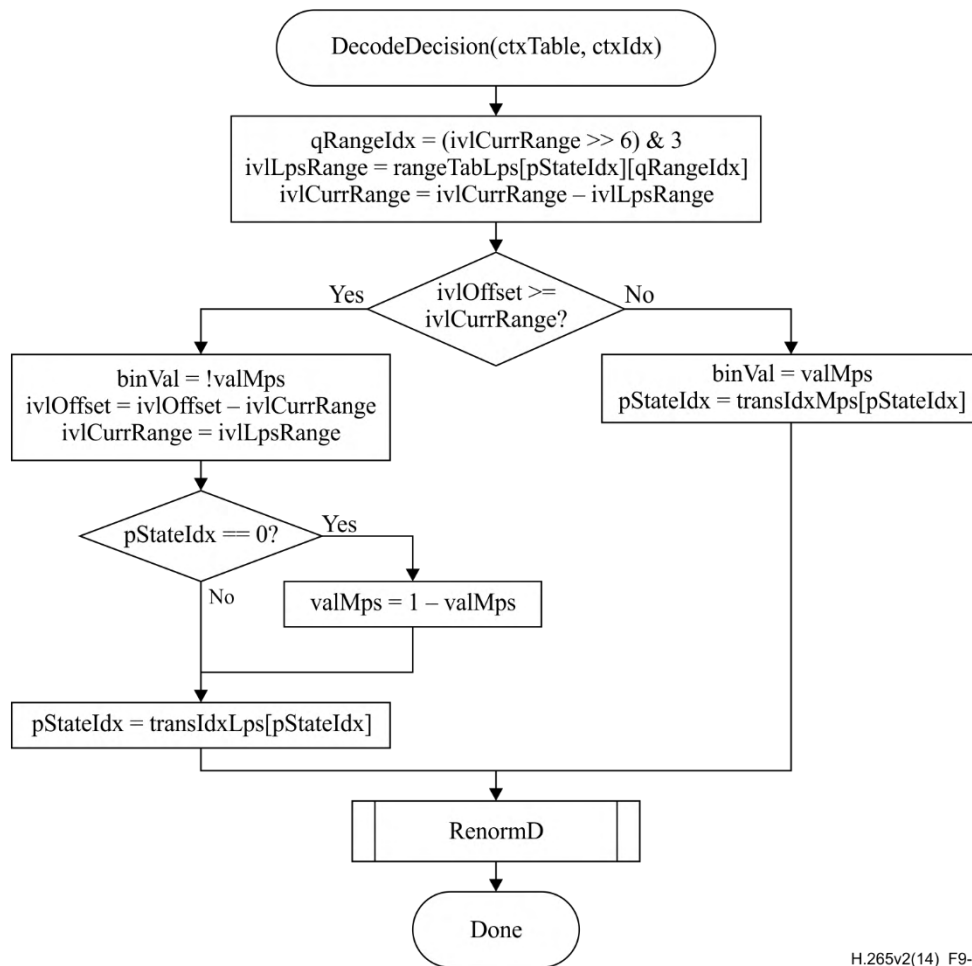 DecodeDecision(ctxTable, ctxIdx)
qRangeIdx = (ivlCurrRange >> 6) & 3
ivlLpsRange = rangeTabLps[pStateIdx][qRangeIdx]
ivlCurrRange = ivlCurrRange – ivlLpsRange
ivlOffset >=
ivlCurrRange?
Yes
No
binVal = !valMps
ivlOffset = ivlOffset – ivlCurrRange
ivlCurrRange = ivlLpsRange
binVal = valMps
pStateIdx = transIdxMps[pStateIdx]
pStateIdx == 0?
Yes
No
valMps = 1 – valMps
pStateIdx = transIdxLps[pStateIdx]
RenormD
Done
H.265v2(14)_F9-